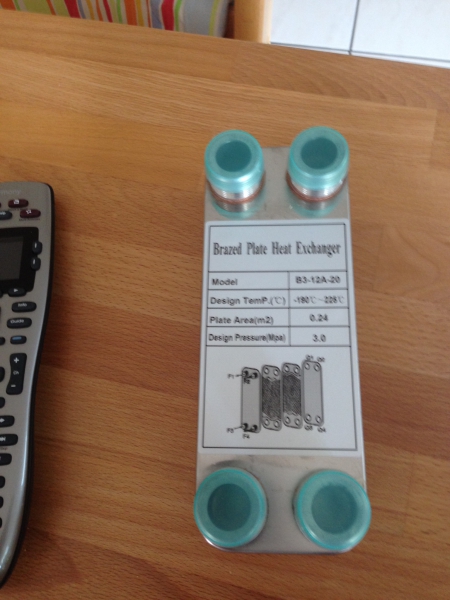 Brazed Plate Heat Exchanger
Model B3-12A-20
Design TemP.(℃) -180℃~225℃
Plate Area(m2) 0.24
Design Pressure(Mpa) 3.0